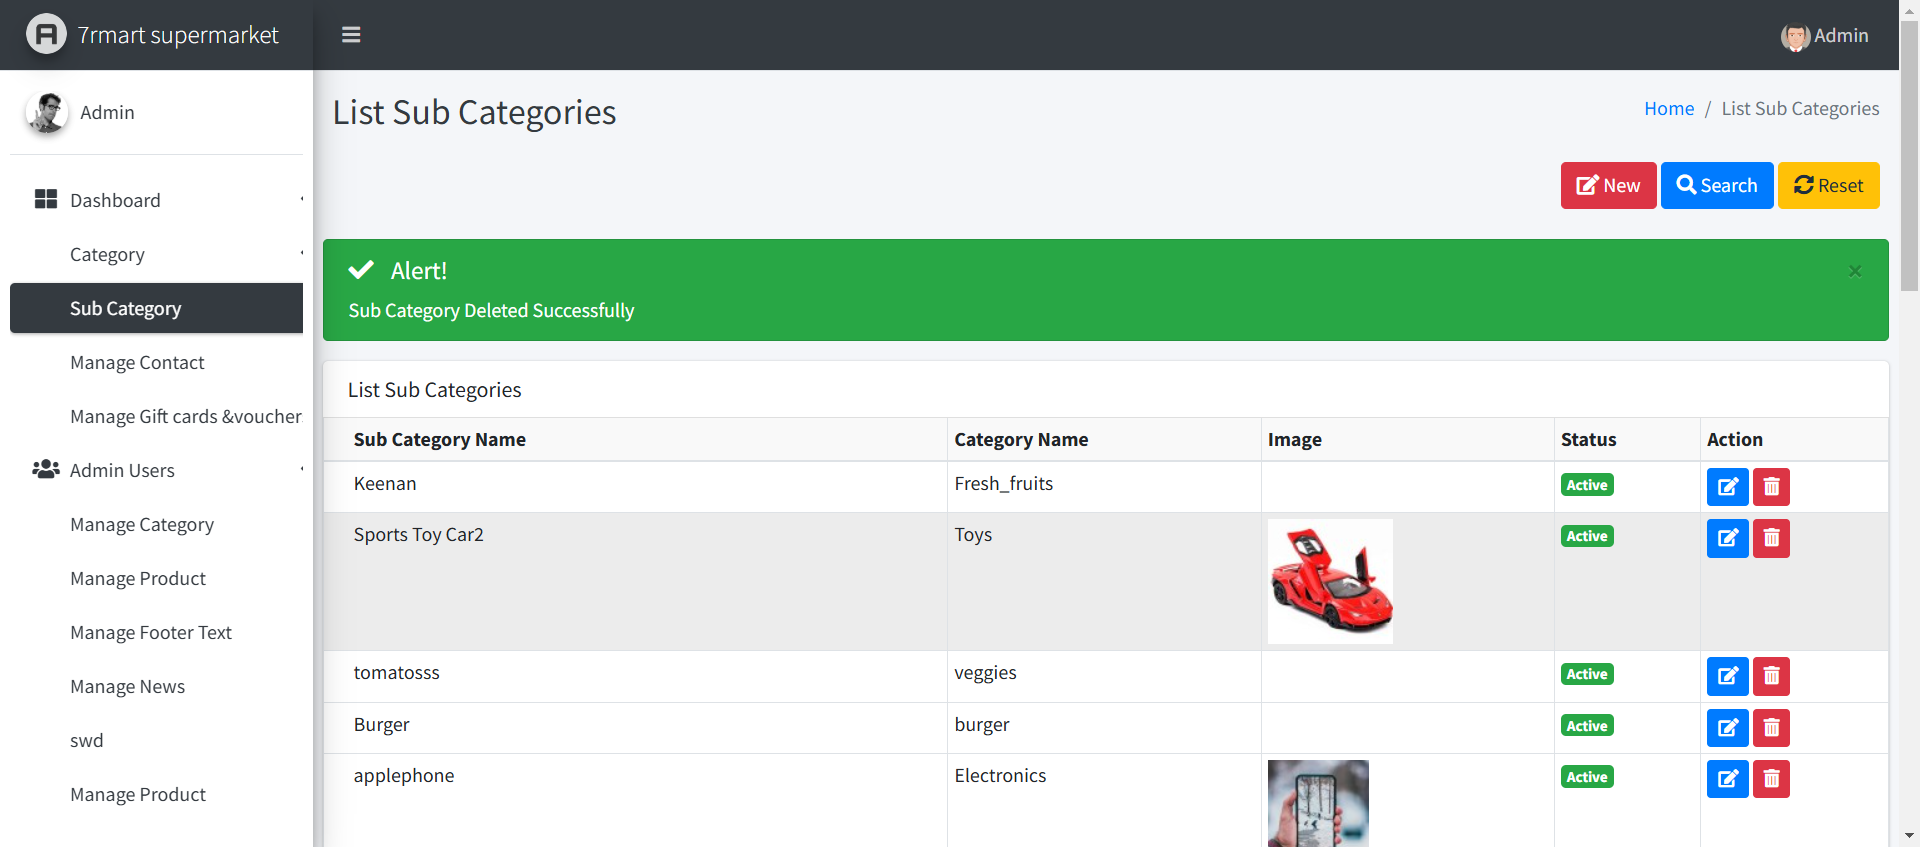 7rmart supermarket
Admin
Admin
Dashboard
Category
Sub Category
Manage Contact
Manage Gift cards &voucher
Admin Users
Manage Category
Manage Product
Manage Footer Text
Manage News
swd
Manage Product
List Sub Categories
Home / List Sub Categories
New Search Reset
Alert!
×
Sub Category Deleted Successfully
List Sub Categories
Sub Category Name Category Name Image Status Action
Keenan Fresh_fruits Active
Sports Toy Car2 Toys Active
tomatosss veggies Active
Burger burger Active
applephone Electronics Active